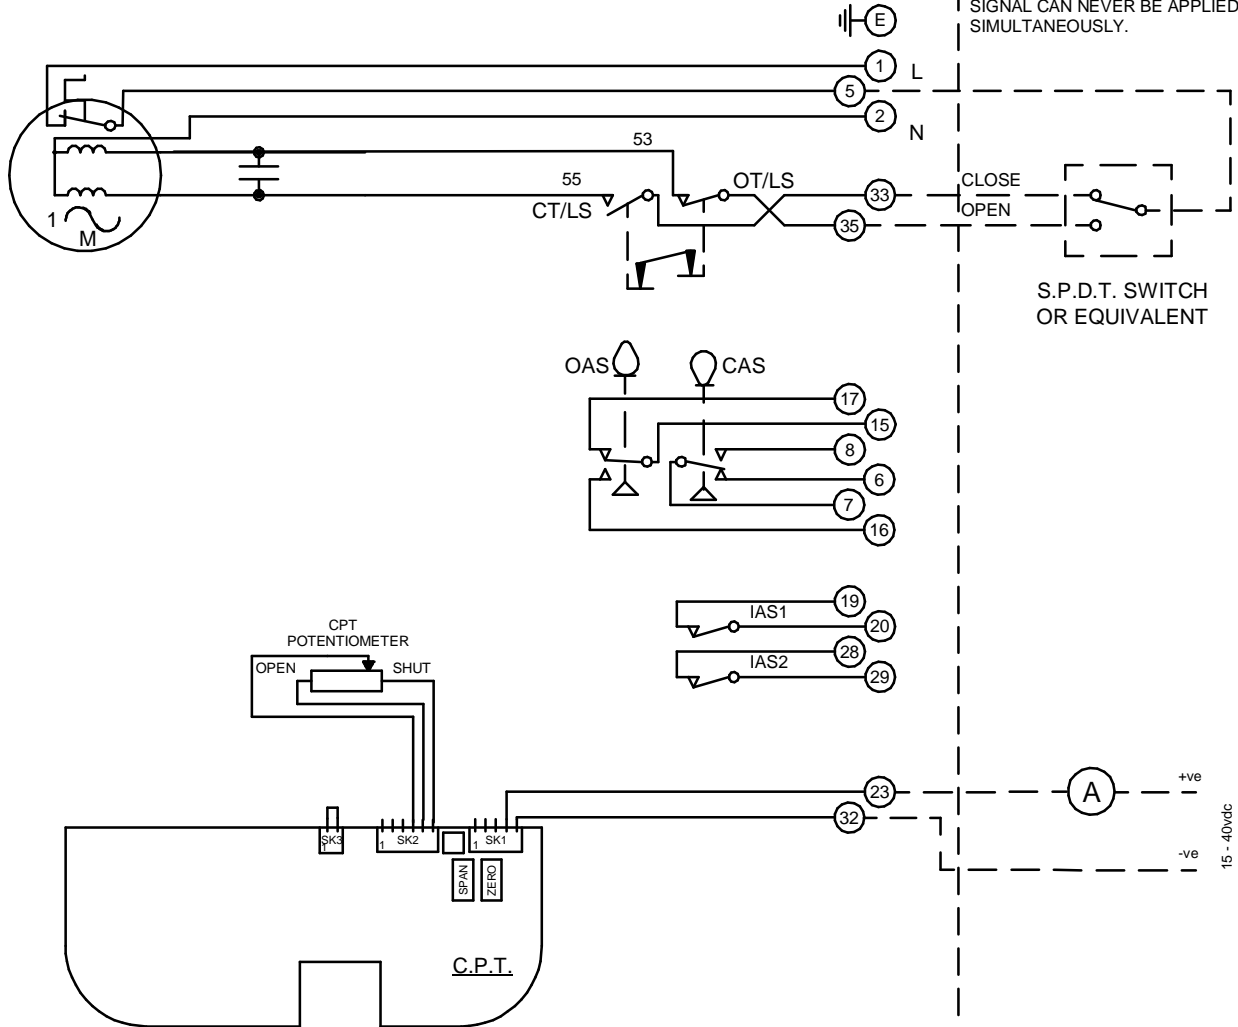 SIGNAL CAN NEVER BE APPLIED
SIMULTANEOUSLY.
E
1
L
5
2
N
53
55
CT/LS
OT/LS
33
35
CLOSE
OPEN
1
M
S.P.D.T. SWITCH
OR EQUIVALENT
OAS
CAS
17
15
8
6
7
16
19
IAS1
20
28
IAS2
29
CPT
POTENTIOMETER
OPEN
SHUT
23
32
A
+ve
-ve
15 - 40vdc
SK3
1
SK2
1
SK1
1
SPAN
ZERO
C.P.T.